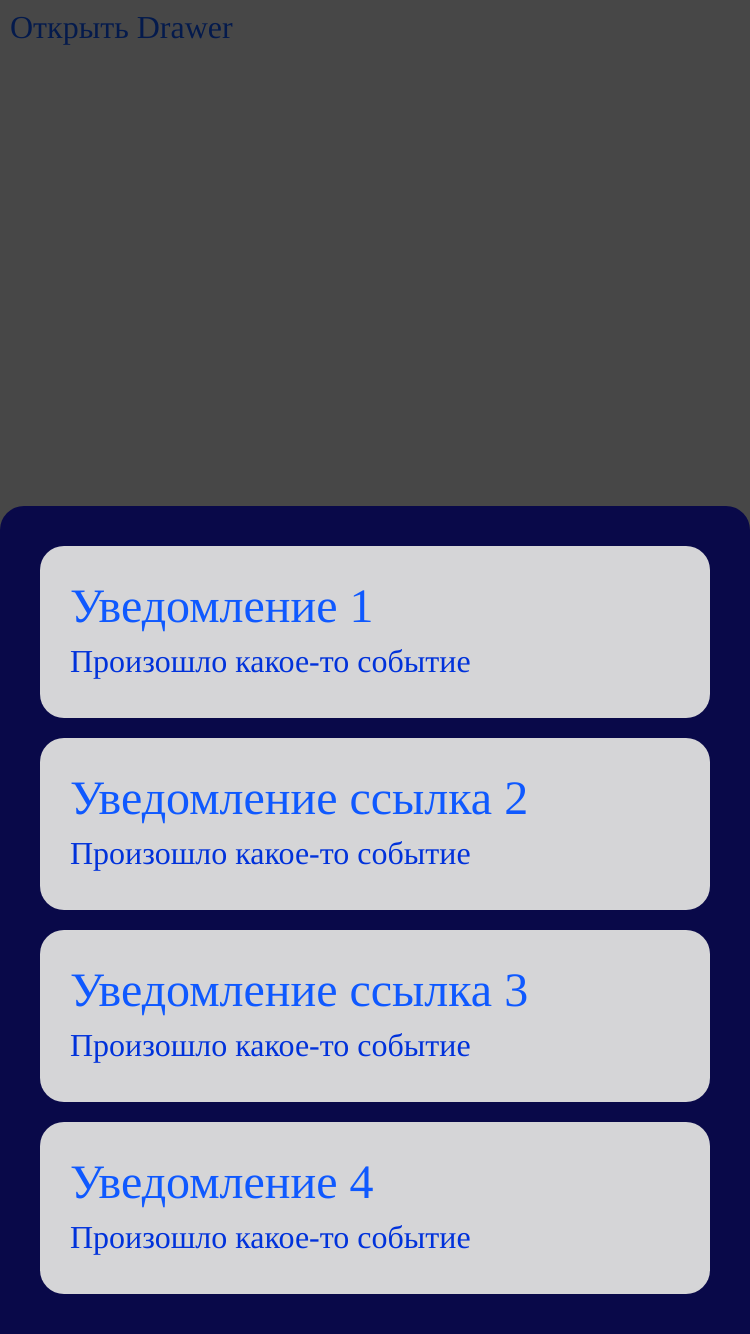 Открыть Drawer
Уведомление 1
Произошло какое-то событие
Уведомление ссылка 2
Произошло какое-то событие
Уведомление ссылка 3
Произошло какое-то событие
Уведомление 4
Произошло какое-то событие